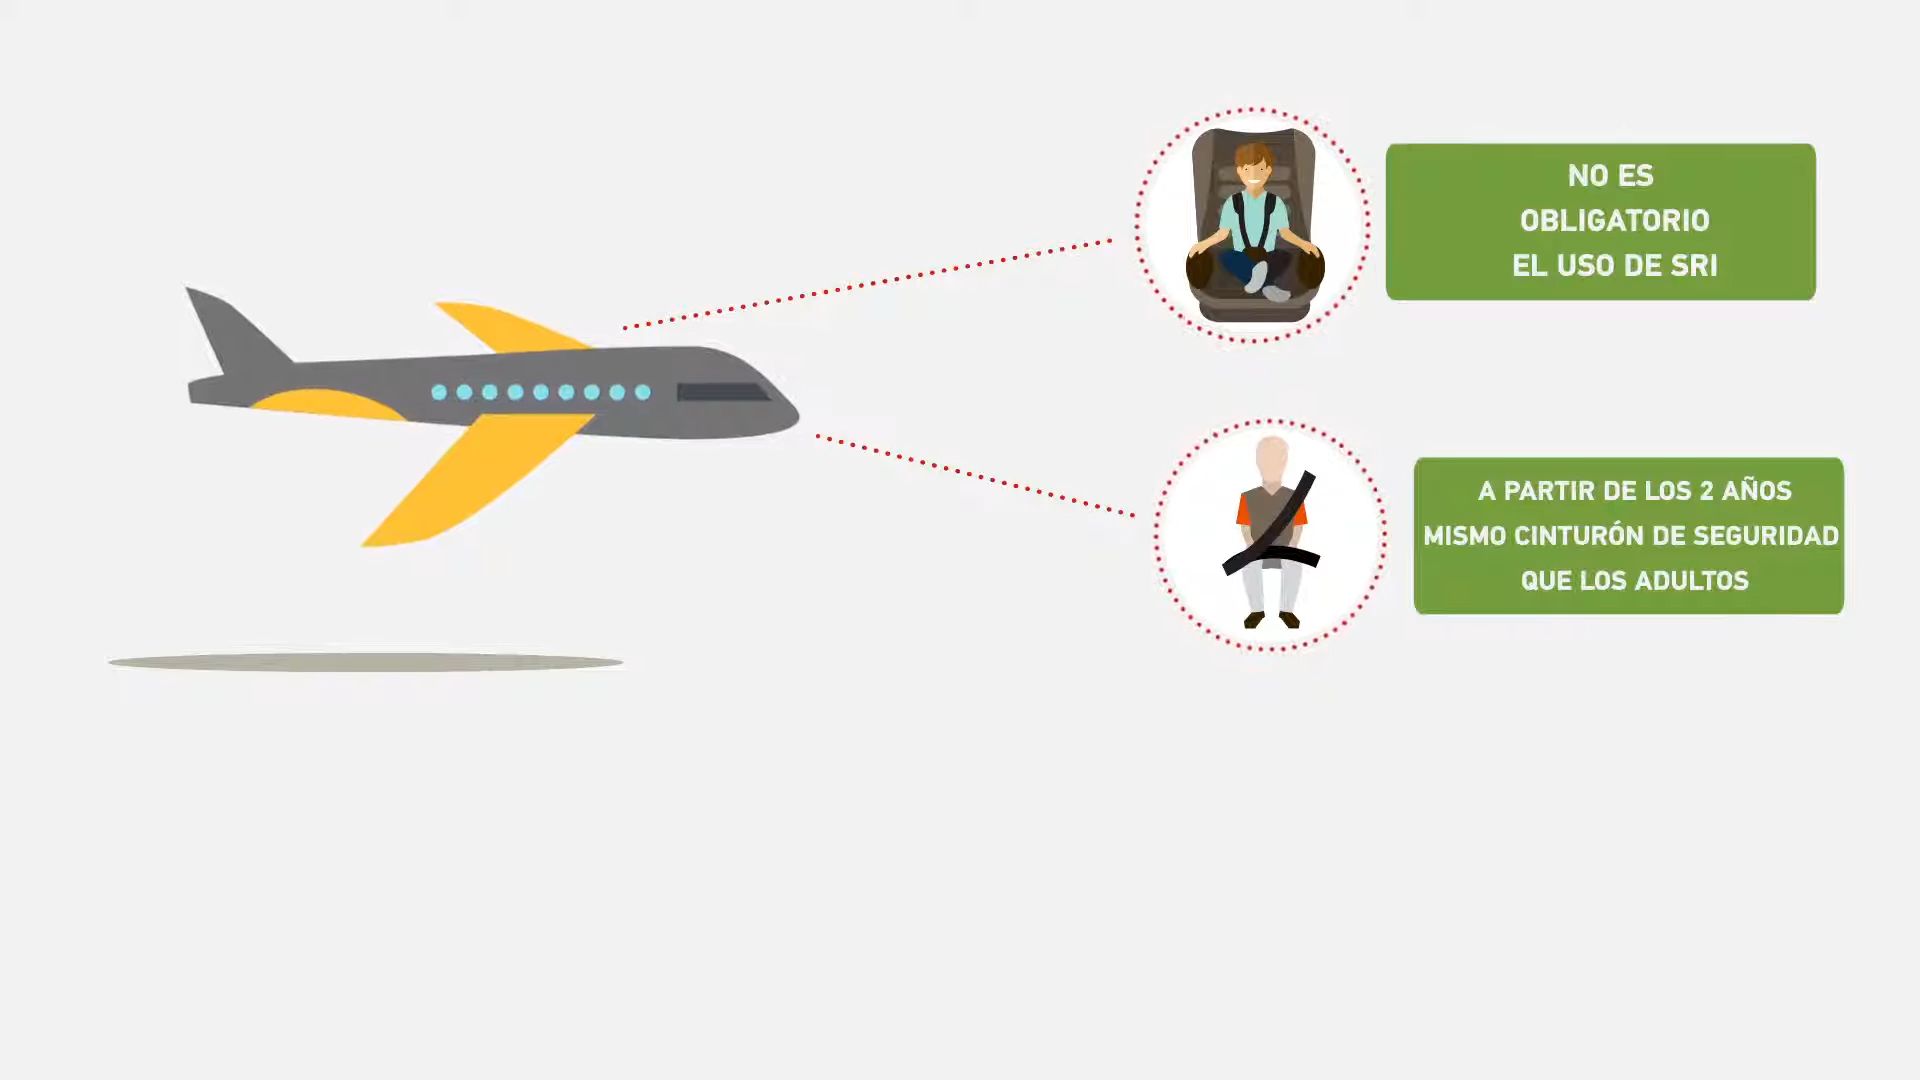 NO ES
OBLIGATORIO
EL USO DE SRI
A PARTIR DE LOS 2 AÑOS
MISMO CINTURÓN DE SEGURIDAD
QUE LOS ADULTOS